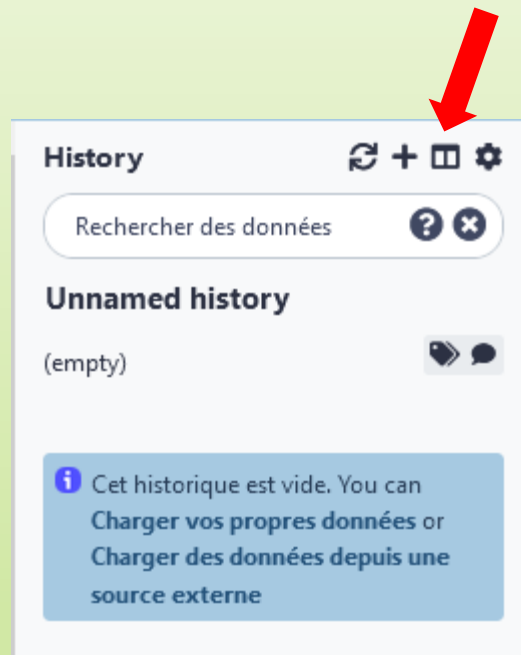 History
Rechercher des données
Unnamed history
(empty)
Cet historique est vide. You can
Charger vos propres données or
Charger des données depuis une
source externe